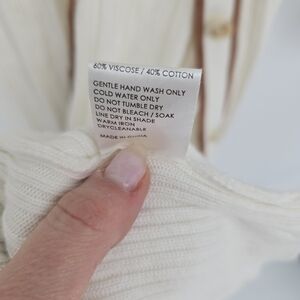 60% VISCOSE / 40% COTTON
GENTLE HAND WASH ONLY
COLD WATER ONLY
DO NOT TUMBLE DRY
DO NOT BLEACH / SOAK
LINE DRY IN SHADE
WARM IRON
DRYCLEANABLE
MADE IN CHINA